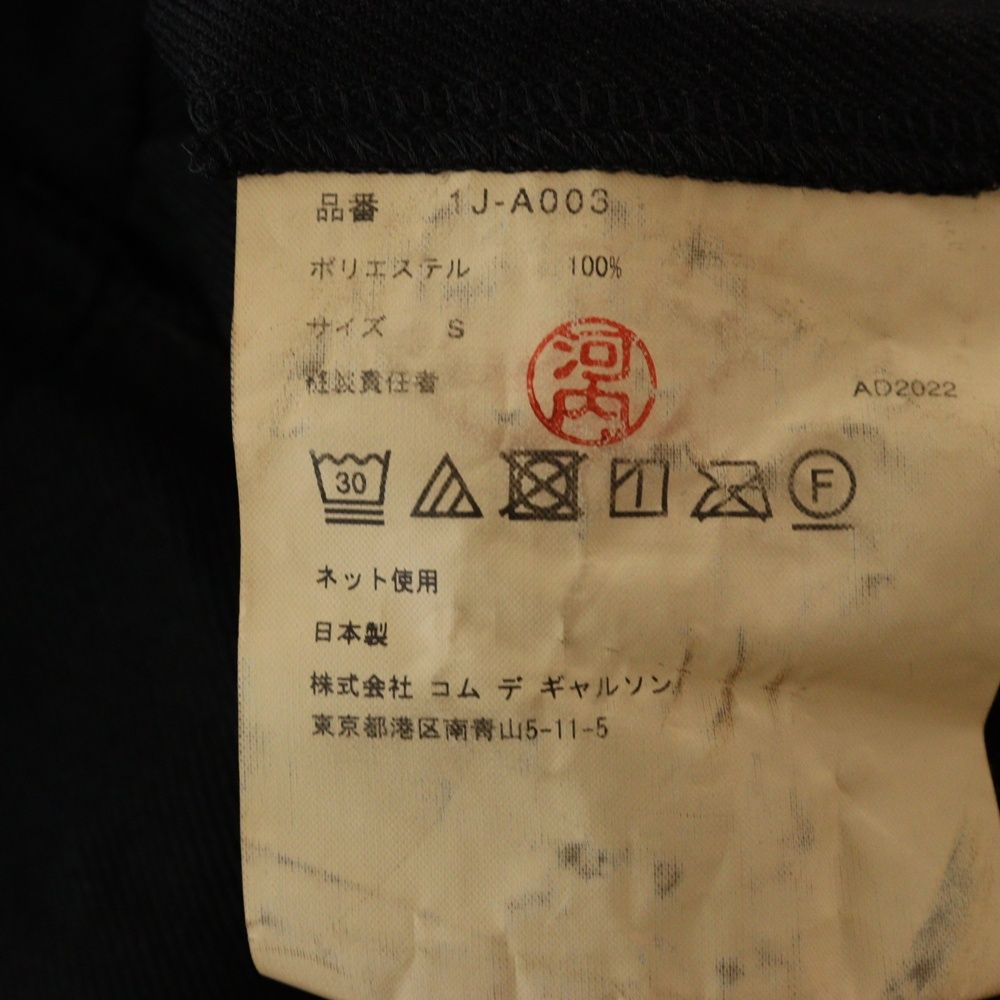 品番 1J-A003
ポリエステル 100%
サイズ S
河内
経談責任者 AD2022
30 F
ネット使用
日本製
株式会社 コム デ ギャルソン
東京都港区南青山5-11-5